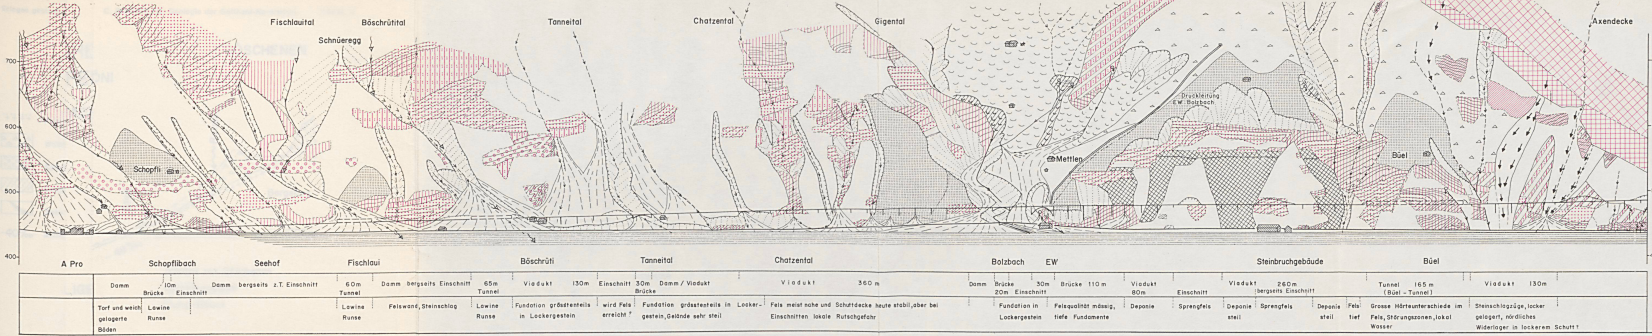 Fischlauital
Böschrütital
Tanneital
Chatzental
Gigental
Axendecke
Schnüeregg
700
Druckleitung
EW Bolzbach
600
Schopfli
Mettlen
Büel
500
400
A Pro
Schopflibach
Seehof
Fischlaui
Böschrüti
Tanneital
Chatzental
Bolzbach
EW
Steinbruchgebäude
Büel
Damm
10m
Brücke
Einschnitt
Damm bergseits z.T. Einschnitt
60m
Tunnel
Damm bergseits Einschnitt
65m
Tunnel
Viadukt 130m
Einschnitt
30m
Brücke
Damm / Viadukt
Viadukt 360 m
Damm
Brücke 30m
20m Einschnitt
Brücke 110 m
Viadukt
80m
Einschnitt
Viadukt 260m
bergseits Einschnitt
Tunnel 165 m
(Büel-Tunnel)
Viadukt 130m
Torf und weich
gelagerte
Böden
Lawine
Runse
Lawine
Runse
Felswand, Steinschlag
Lawine
Runse
Fundation grösstenteils
in Lockergestein
wird Fels
erreicht?
Fundation grösstenteils in Locker-
gestein, Gelände sehr steil
Fels meist nahe und Schuttdecke heute stabil, aber bei
Einschnitten lokale Rutschgefahr
Fundation in
Lockergestein
Felsqualität mässig,
tiefe Fundamente
Deponie
Sprengfels
Deponie
steil
Sprengfels
Deponie
steil
Fels
tief
Grosse Härteunterschiede im
Fels, Störungszonen, lokal
Wasser
Steinschlagzüge, locker
gelagert, nördliches
Widerlager in lockerem Schutt?